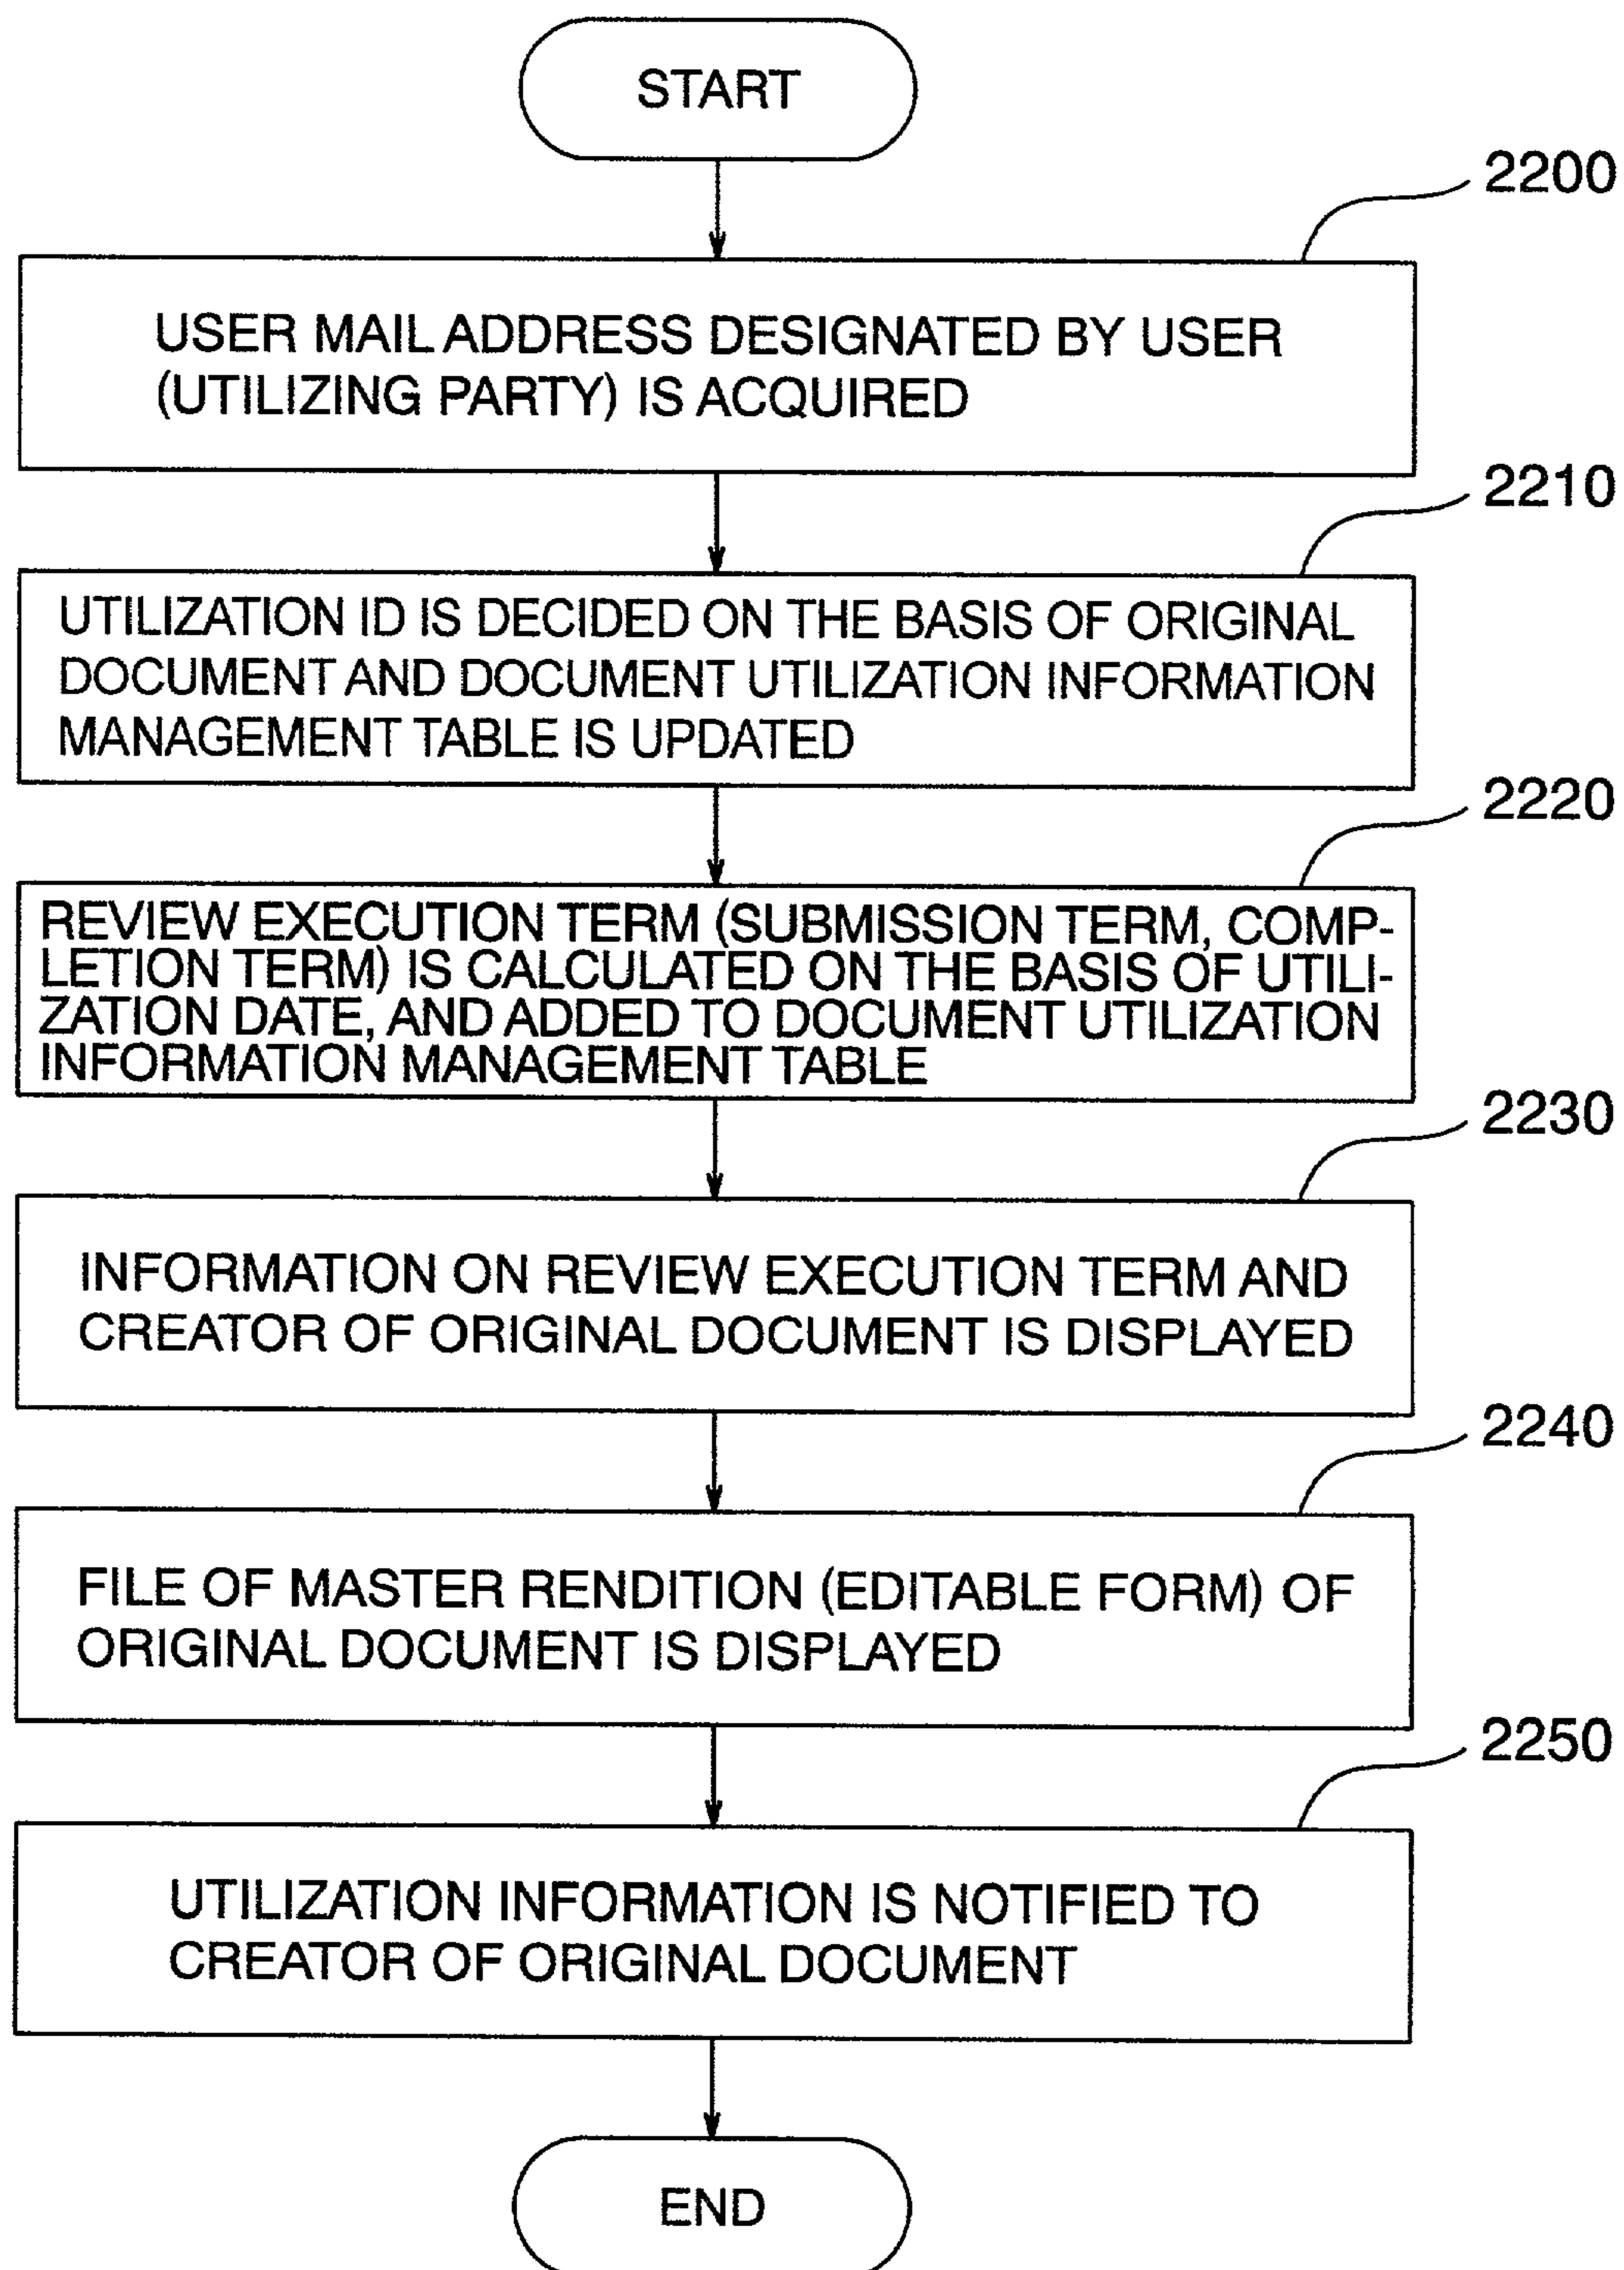 START
2200
USER MAIL ADDRESS DESIGNATED BY USER
(UTILIZING PARTY) IS ACQUIRED
2210
UTILIZATION ID IS DECIDED ON THE BASIS OF ORIGINAL
DOCUMENT AND DOCUMENT UTILIZATION INFORMATION
MANAGEMENT TABLE IS UPDATED
2220
REVIEW EXECUTION TERM (SUBMISSION TERM, COMP-
LETION TERM) IS CALCULATED ON THE BASIS OF UTILI-
ZATION DATE, AND ADDED TO DOCUMENT UTILIZATION
INFORMATION MANAGEMENT TABLE
2230
INFORMATION ON REVIEW EXECUTION TERM AND
CREATOR OF ORIGINAL DOCUMENT IS DISPLAYED
2240
FILE OF MASTER RENDITION (EDITABLE FORM) OF
ORIGINAL DOCUMENT IS DISPLAYED
2250
UTILIZATION INFORMATION IS NOTIFIED TO
CREATOR OF ORIGINAL DOCUMENT
END